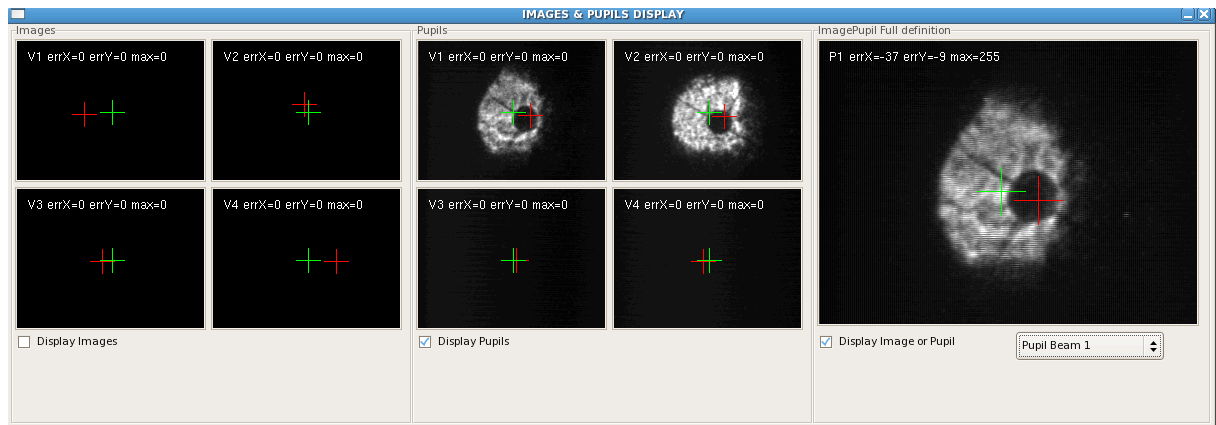 IMAGES & PUPILS DISPLAY
Images
V1 errX=0 errY=0 max=0
V2 errX=0 errY=0 max=0
V3 errX=0 errY=0 max=0
V4 errX=0 errY=0 max=0
Display Images
Pupils
V1 errX=0 errY=0 max=0
V2 errX=0 errY=0 max=0
V3 errX=0 errY=0 max=0
V4 errX=0 errY=0 max=0
Display Pupils
ImagePupil Full definition
P1 errX=-37 errY=-9 max=255
Display Image or Pupil
Pupil Beam 1